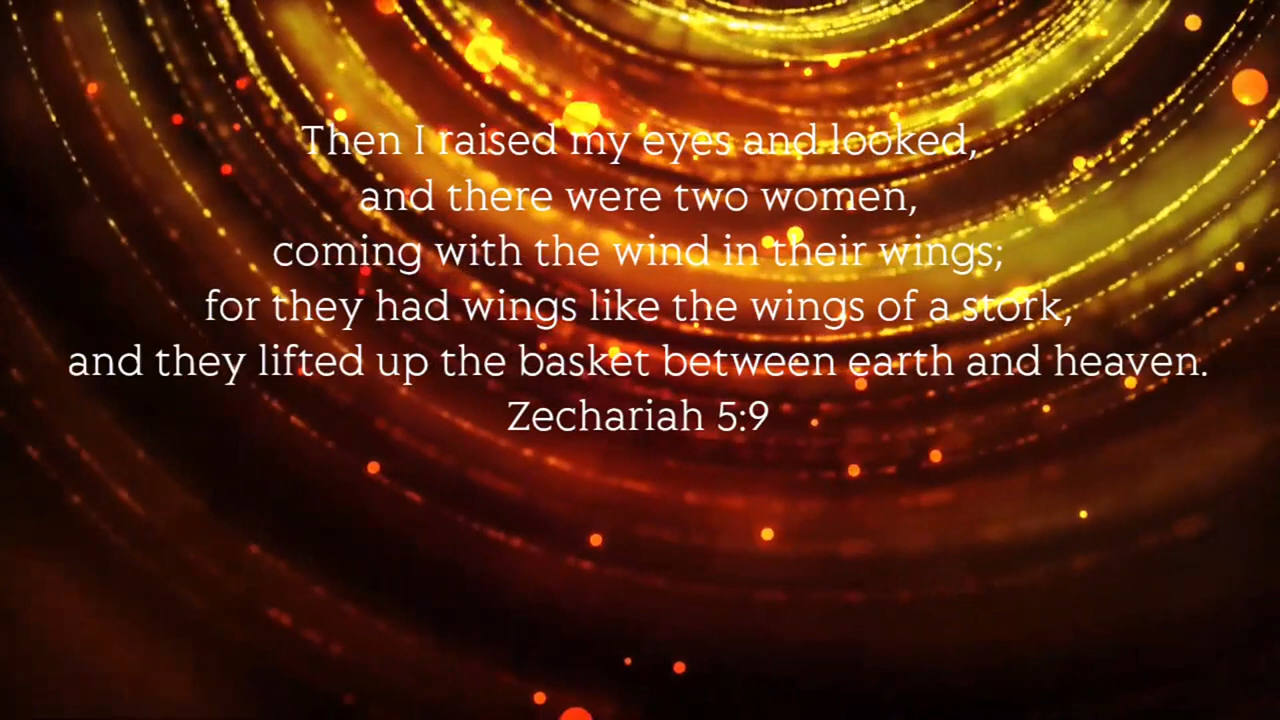 Then I raised my eyes and looked,
and there were two women,
coming with the wind in their wings;
for they had wings like the wings of a stork,
and they lifted up the basket between earth and heaven.
Zechariah 5:9